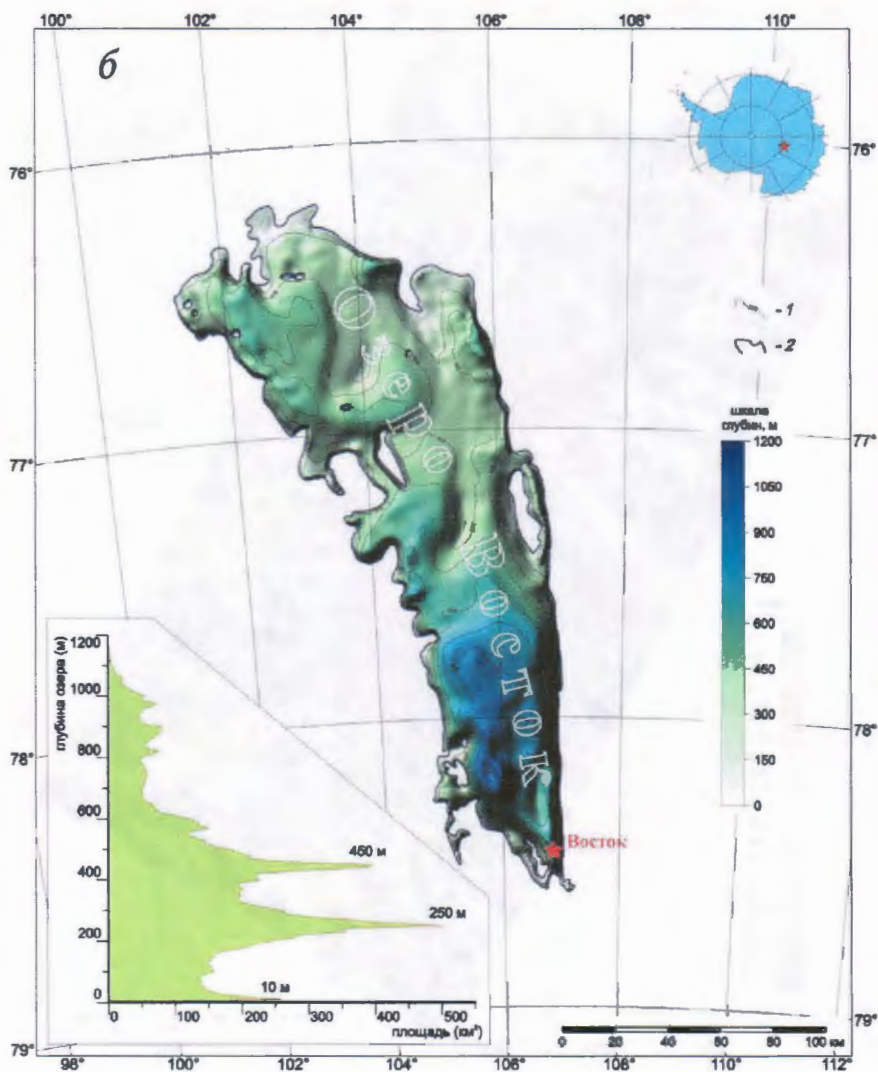 100° 102° 104° 106° 108° 110°
б
76° 76°
- 1
- 2
Озеро Восток
шкала
глубин, м
1200
1050
900
750
600
450
300
150
0
77° 77°
78° 78°
Восток
глубина озера (м)
1200
1000
800
600
400
200
0
450 м
250 м
10 м
0 100 200 300 400 500
площадь (км²)
0 20 40 60 80 100 км
79° 79°
98° 100° 102° 104° 106° 108° 110° 112°